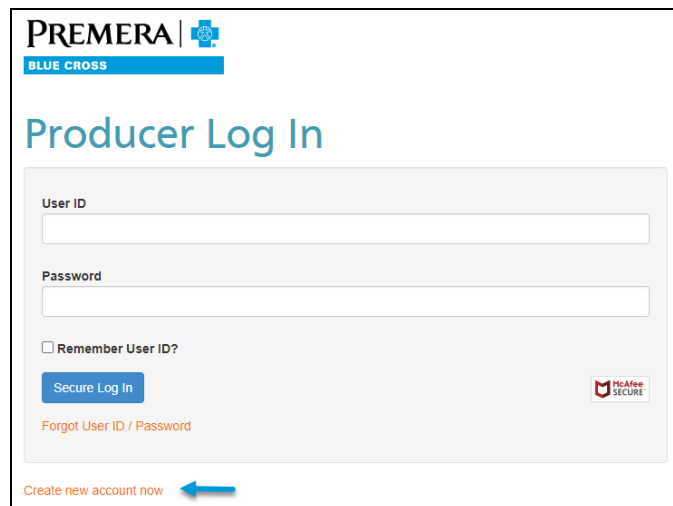 PREMERA
BLUE CROSS
Producer Log In
User ID
Password
Remember User ID?
Secure Log In
McAfee
SECURE
Forgot User ID / Password
Create new account now